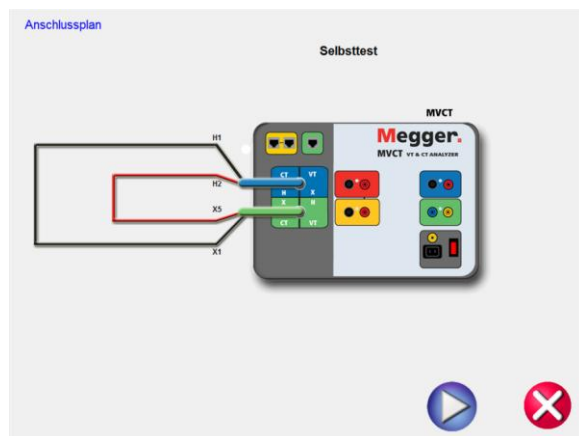 Anschlussplan
Selbsttest
MVCT
Megger.
MVCT VT & CT ANALYZER
H1
H2
X5
X1
CT VT
H X
X H
CT VT